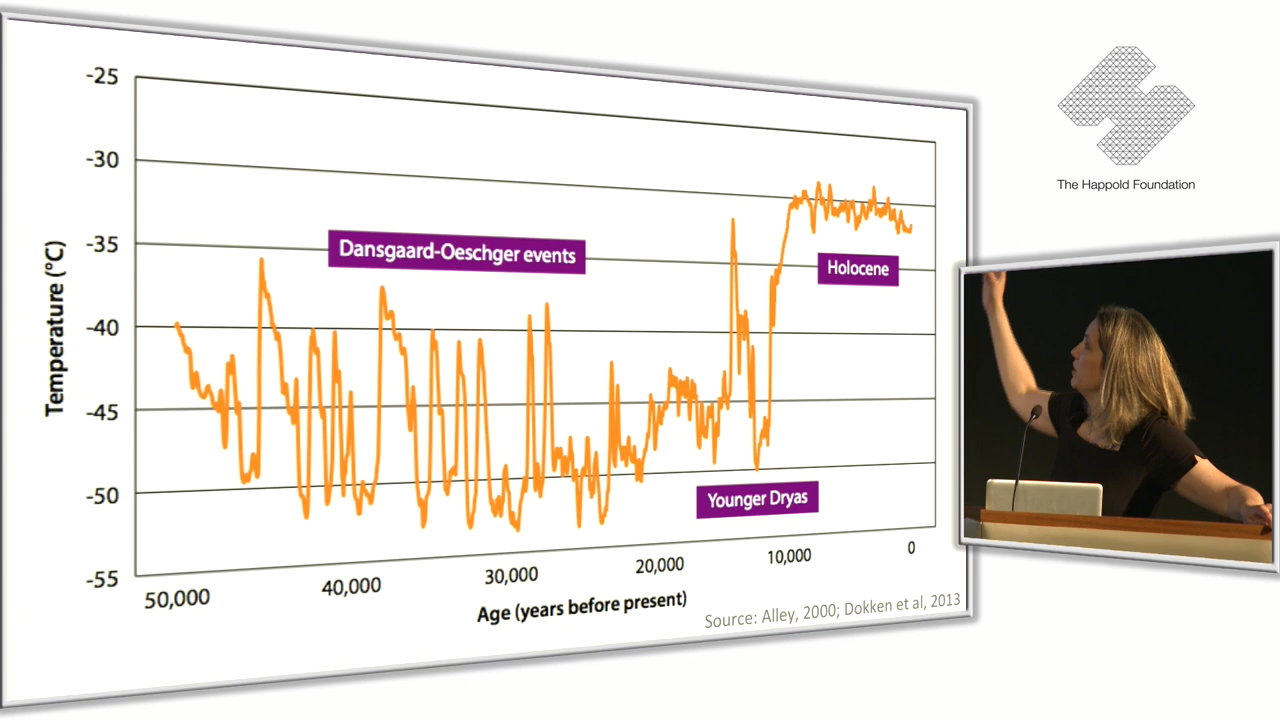 -25
-30
-35
-40
-45
-50
-55
Temperature (°C)
Dansgaard-Oeschger events
Holocene
Younger Dryas
50,000
40,000
30,000
20,000
10,000
0
Age (years before present)
Source: Alley, 2000; Dokken et al, 2013
The Happold Foundation